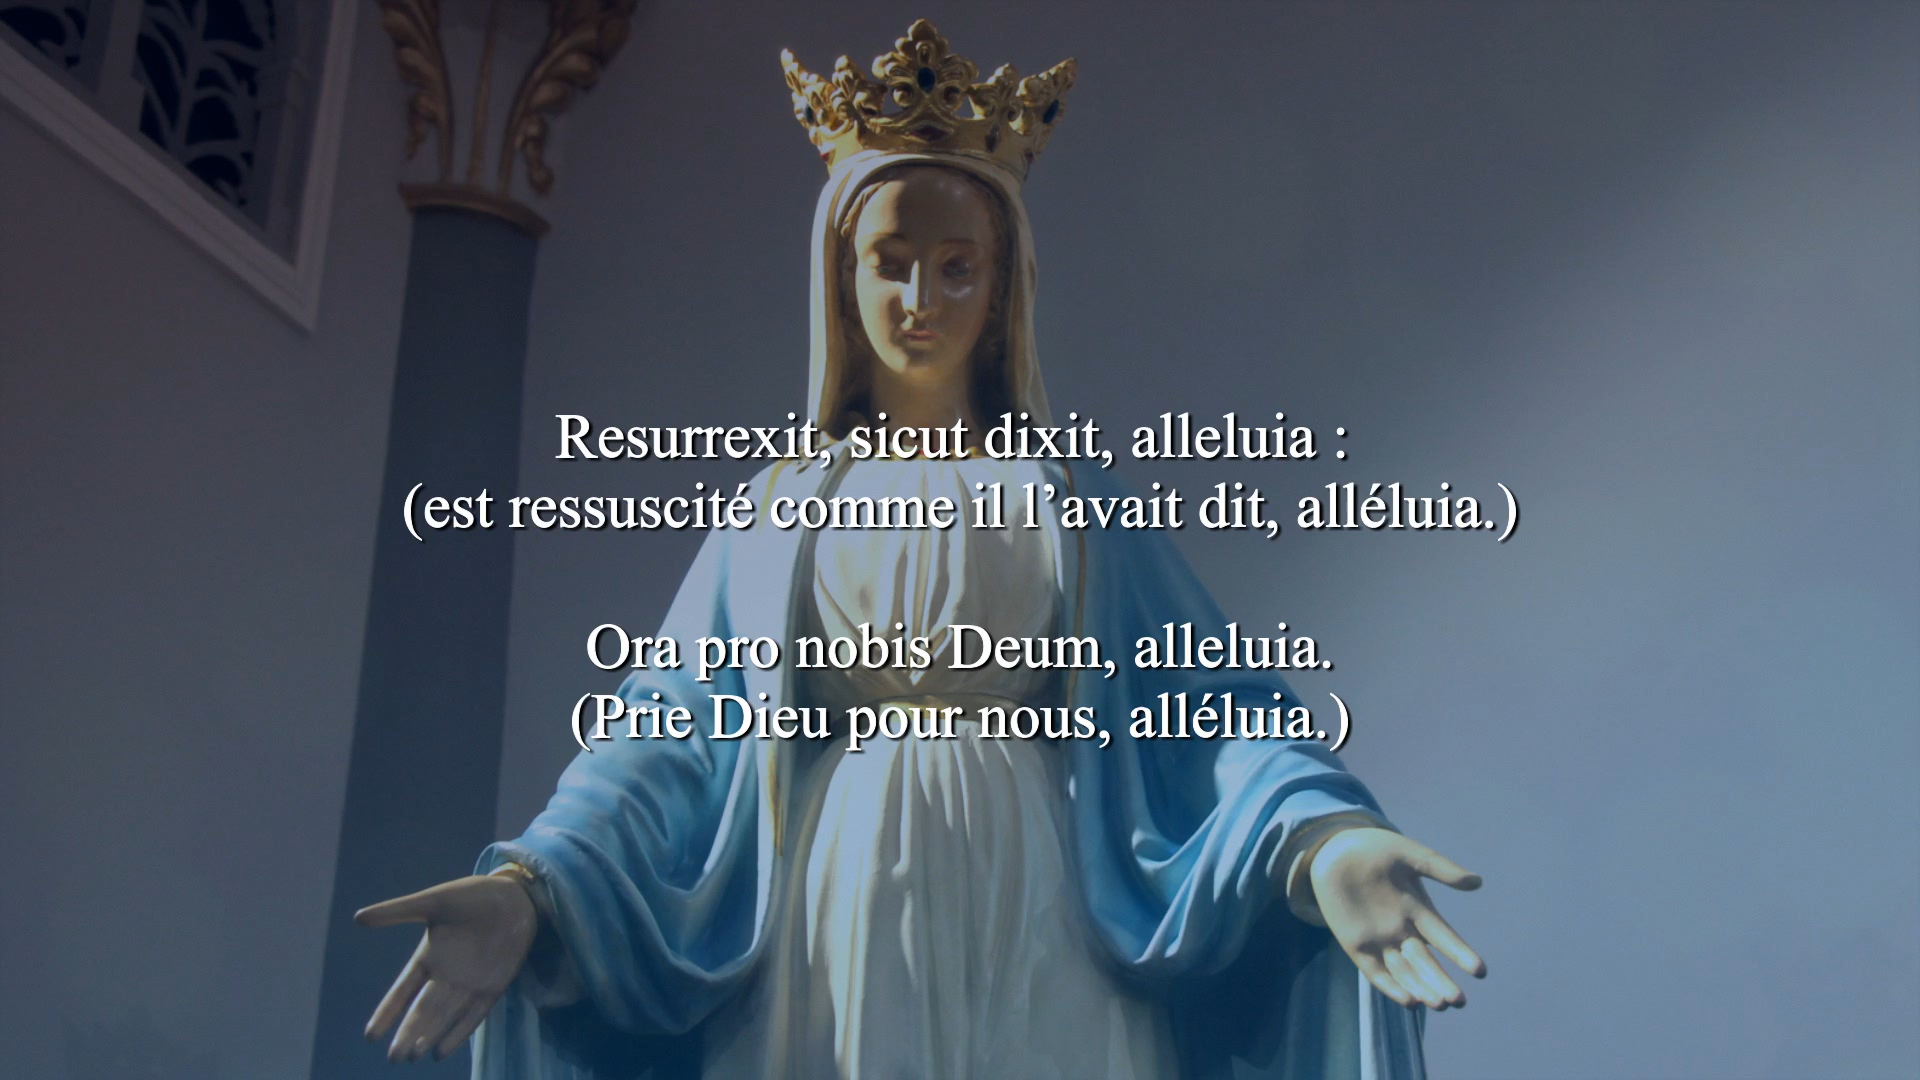 Resurrexit, sicut dixit, alleluia :
(est ressuscité comme il l’avait dit, alléluia.)
Ora pro nobis Deum, alleluia.
(Prie Dieu pour nous, alléluia.)